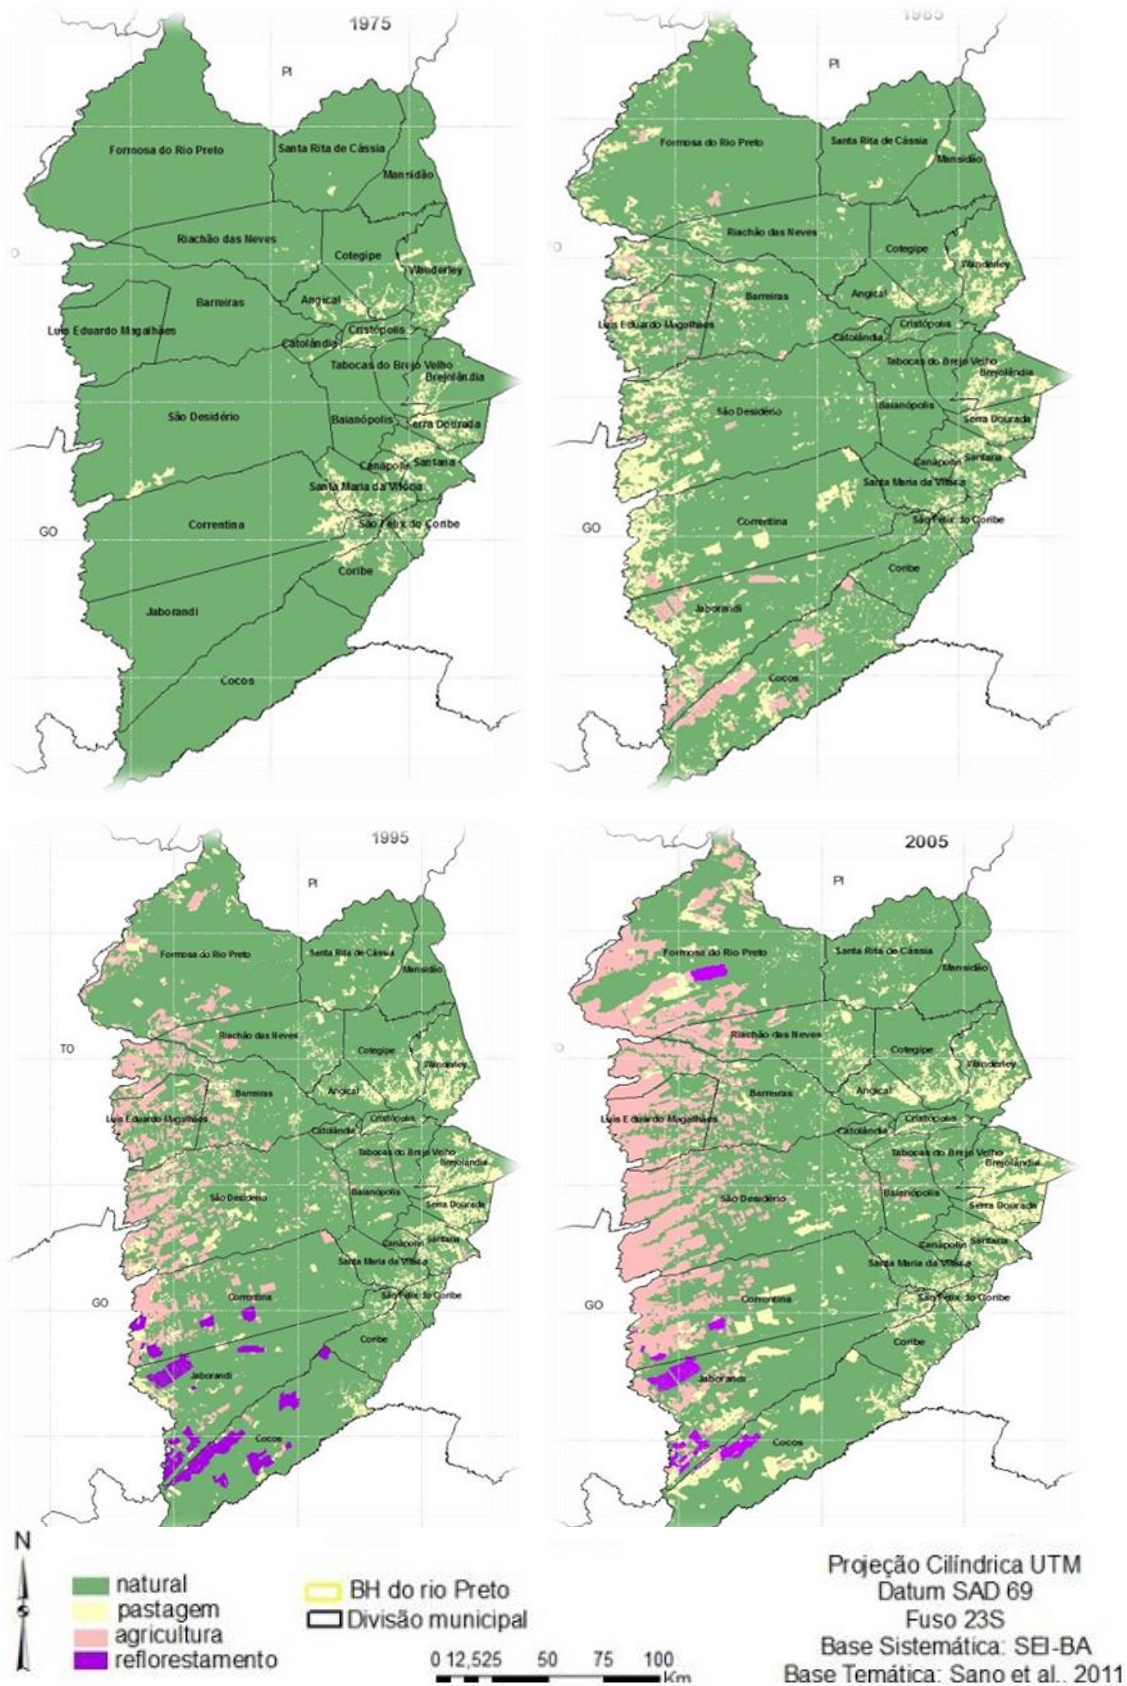 1975
PI
Formosa do Rio Preto
Santa Rita de Cássia
Mansidão
Riachão das Neves
Cotegipe
Wanderley
Barreiras
Angical
Luis Eduardo Magalhães
Cristópolis
Catolândia
Tabocas do Brejo Velho
Brejolândia
São Desidério
Baianópolis
Serra Dourada
Canápolis
Santana
Santa Maria da Vitória
Correntina
São Félix do Coribe
GO
Coribe
Jaborandi
Cocos
1985
PI
Formosa do Rio Preto
Santa Rita de Cássia
Mansidão
Riachão das Neves
Cotegipe
Wanderley
Barreiras
Angical
Luis Eduardo Magalhães
Cristópolis
Catolândia
Tabocas do Brejo Velho
Brejolândia
São Desidério
Baianópolis
Serra Dourada
Canápolis
Santana
Santa Maria da Vitória
Correntina
São Félix do Coribe
GO
Coribe
Jaborandi
Cocos
1995
PI
Formosa do Rio Preto
Santa Rita de Cássia
Mansidão
TO
Riachão das Neves
Cotegipe
Wanderley
Barreiras
Angical
Luis Eduardo Magalhães
Cristópolis
Catolândia
Tabocas do Brejo Velho
Brejolândia
São Desidério
Baianópolis
Serra Dourada
Canápolis
Santana
Santa Maria da Vitória
GO
Correntina
São Félix do Coribe
Coribe
Jaborandi
Cocos
2005
PI
Formosa do Rio Preto
Santa Rita de Cássia
Mansidão
Riachão das Neves
Cotegipe
Wanderley
Barreiras
Angical
Luis Eduardo Magalhães
Cristópolis
Catolândia
Tabocas do Brejo Velho
Brejolândia
São Desidério
Baianópolis
Serra Dourada
Canápolis
Santana
Santa Maria da Vitória
GO
Correntina
São Félix do Coribe
Coribe
Jaborandi
Cocos
N
natural
pastagem
agricultura
reflorestamento
BH do rio Preto
Divisão municipal
0 12,525 50 75 100
Km
Projeção Cilíndrica UTM
Datum SAD 69
Fuso 23S
Base Sistemática: SEI-BA
Base Temática: Sano et al., 2011